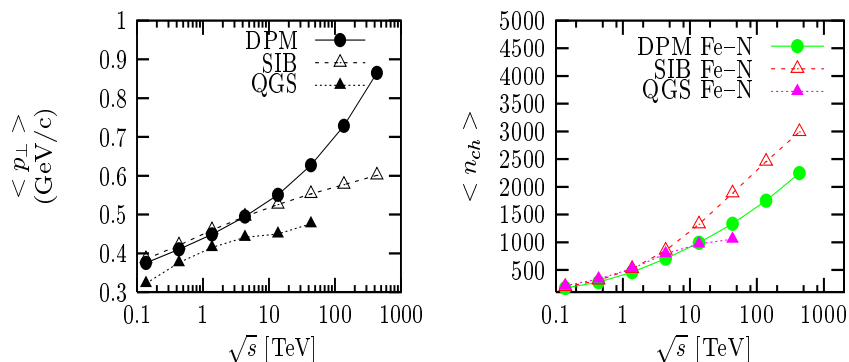 1
0.9
0.8
0.7
0.6
0.5
0.4
0.3
0.1 1 10 100 1000
< p⊥ >
(GeV/c)
√s [TeV]
DPM
SIB
QGS
5000
4500
4000
3500
3000
2500
2000
1500
1000
500
0.1 1 10 100 1000
< n_ch >
√s [TeV]
DPM Fe–N
SIB Fe–N
QGS Fe–N